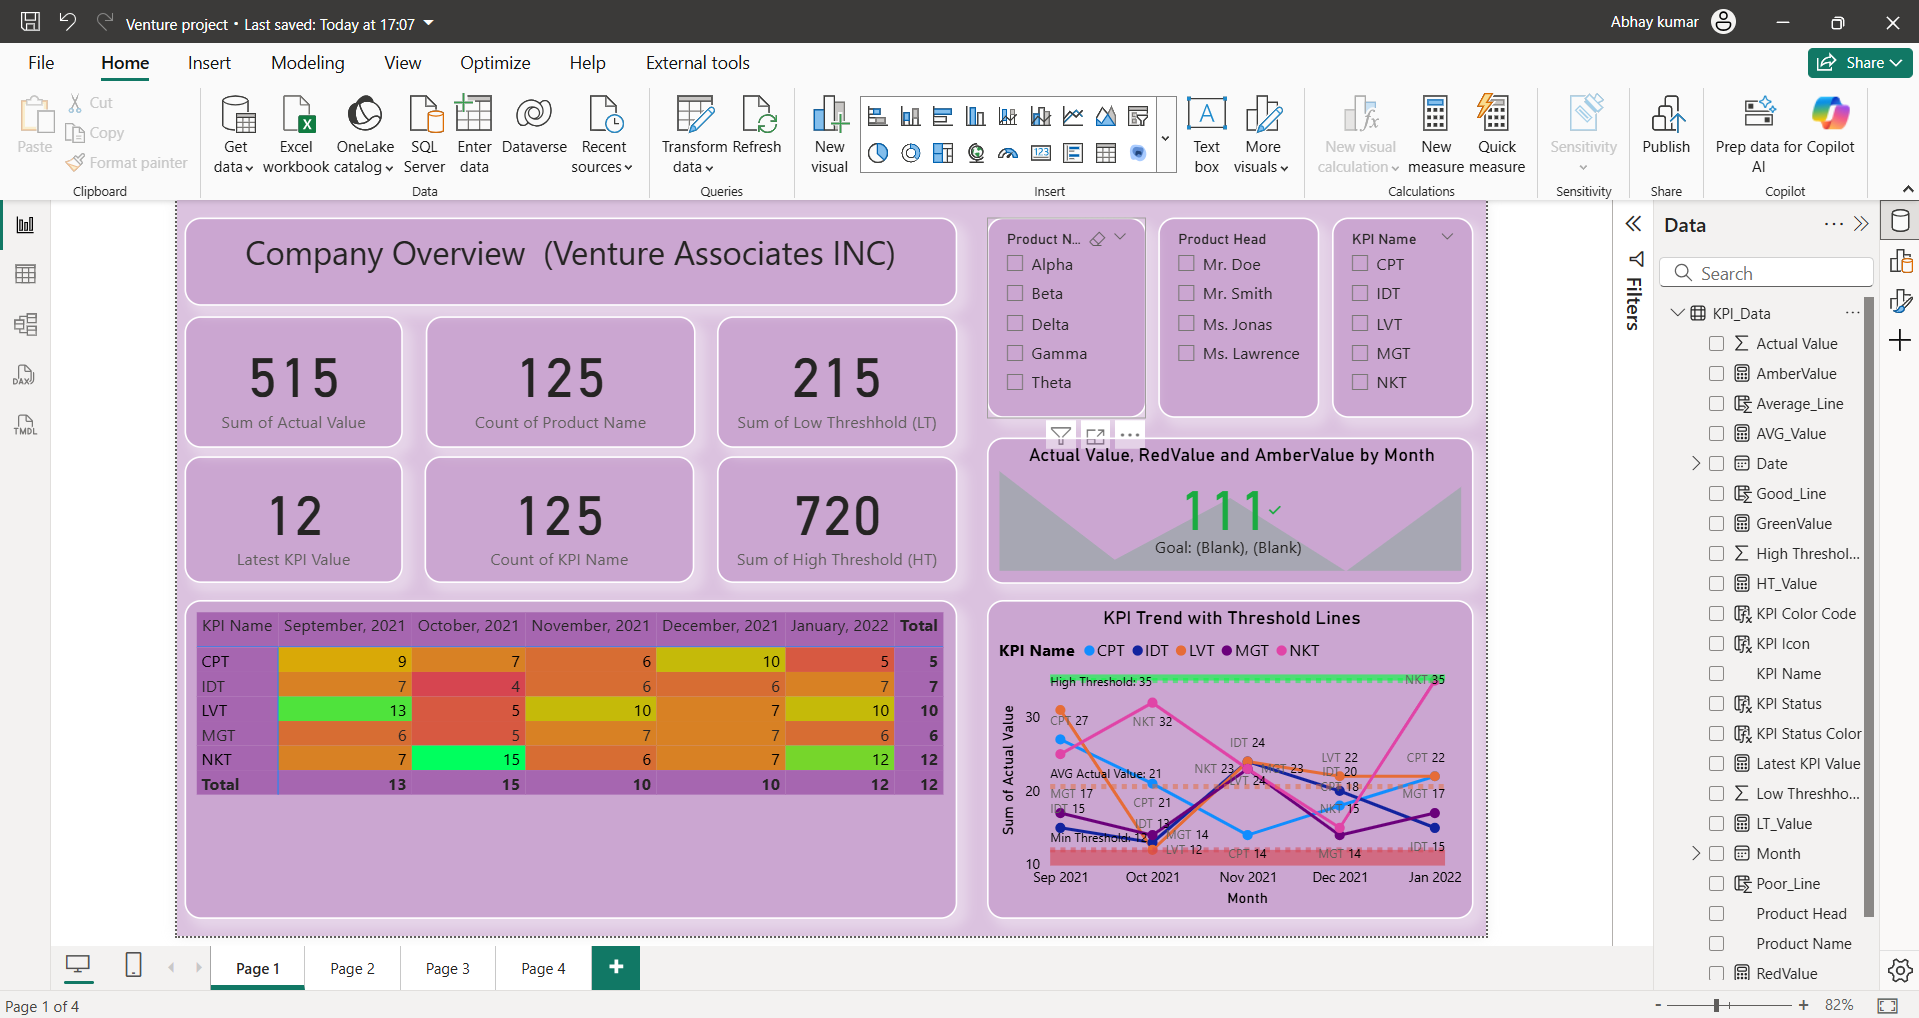 Venture project • Last saved: Today at 17:07
Abhay kumar
File Home Insert Modeling View Optimize Help External tools
Share
Paste
Cut
Copy
Format painter
Clipboard
Get data
Excel workbook
OneLake catalog
SQL Server
Enter data
Dataverse
Recent sources
Data
Transform data
Refresh
Queries
New visual
Text box
More visuals
Insert
New visual calculation
New measure
Quick measure
Calculations
Sensitivity
Sensitivity
Publish
Share
Prep data for AI
Copilot
Copilot
DAX
TMDL
Company Overview (Venture Associates INC)
515
Sum of Actual Value
125
Count of Product Name
215
Sum of Low Threshhold (LT)
12
Latest KPI Value
125
Count of KPI Name
720
Sum of High Threshold (HT)
Product N...
Alpha
Beta
Delta
Gamma
Theta
Product Head
Mr. Doe
Mr. Smith
Ms. Jonas
Ms. Lawrence
KPI Name
CPT
IDT
LVT
MGT
NKT
Actual Value, RedValue and AmberValue by Month
111
Goal: (Blank), (Blank)
KPI Name September, 2021 October, 2021 November, 2021 December, 2021 January, 2022 Total
CPT 9 7 6 10 5 5
IDT 7 4 6 6 7 7
LVT 13 5 10 7 10 10
MGT 6 5 7 7 6 6
NKT 7 15 6 7 12 12
Total 13 15 10 10 12 12
KPI Trend with Threshold Lines
KPI Name CPT IDT LVT MGT NKT
High Threshold: 35
NKT 35
Sum of Actual Value
30
20
10
CPT 27
NKT 32
IDT 24
LVT 22
CPT 22
AVG Actual Value: 21
NKT 23
MGT 23
IDT 20
LVT 24
CPT 18
MGT 17
CPT 21
MGT 17
IDT 15
NKT 15
IDT 13
Min Threshold: 12
MGT 14
LVT 12
CPT 14
MGT 14
IDT 15
Sep 2021 Oct 2021 Nov 2021 Dec 2021 Jan 2022
Month
Filters
Data
Search
KPI_Data
Actual Value
AmberValue
Average_Line
AVG_Value
Date
Good_Line
GreenValue
High Threshol...
HT_Value
KPI Color Code
KPI Icon
KPI Name
KPI Status
KPI Status Color
Latest KPI Value
Low Threshho...
LT_Value
Month
Poor_Line
Product Head
Product Name
RedValue
Page 1 Page 2 Page 3 Page 4 +
Page 1 of 4
- + 82%